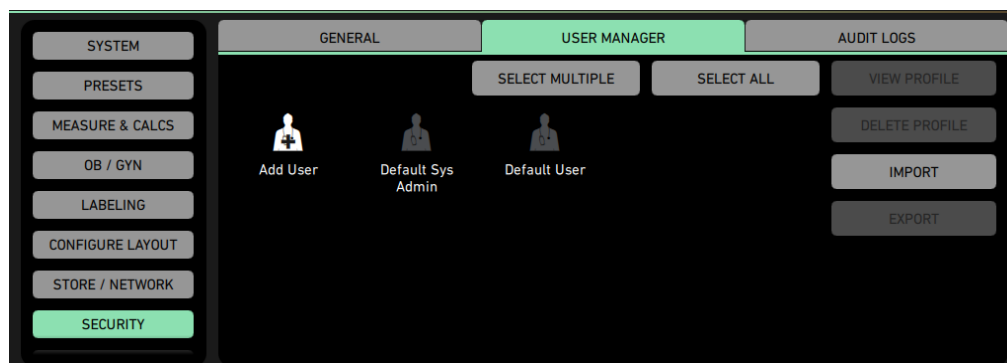 SYSTEM
PRESETS
MEASURE & CALCS
OB / GYN
LABELING
CONFIGURE LAYOUT
STORE / NETWORK
SECURITY
GENERAL
USER MANAGER
AUDIT LOGS
SELECT MULTIPLE
SELECT ALL
VIEW PROFILE
DELETE PROFILE
IMPORT
EXPORT
Add User
Default Sys
Admin
Default User